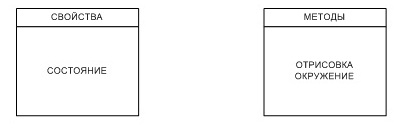 СВОЙСТВА
СОСТОЯНИЕ
МЕТОДЫ
ОТРИСОВКА
ОКРУЖЕНИЕ